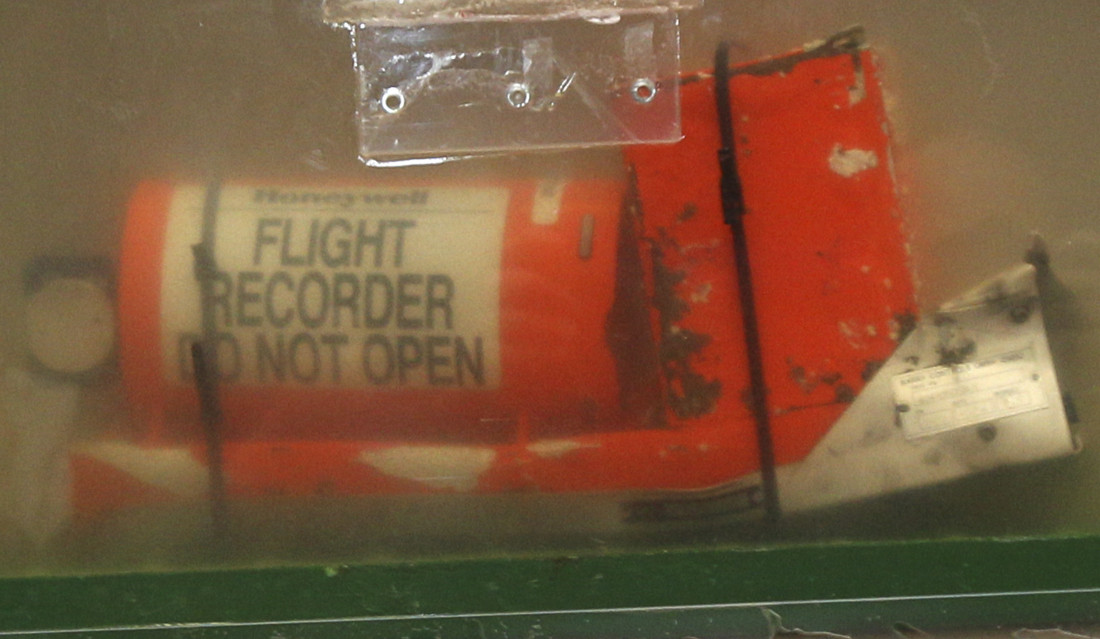 Honeywell
FLIGHT
RECORDER
DO NOT OPEN